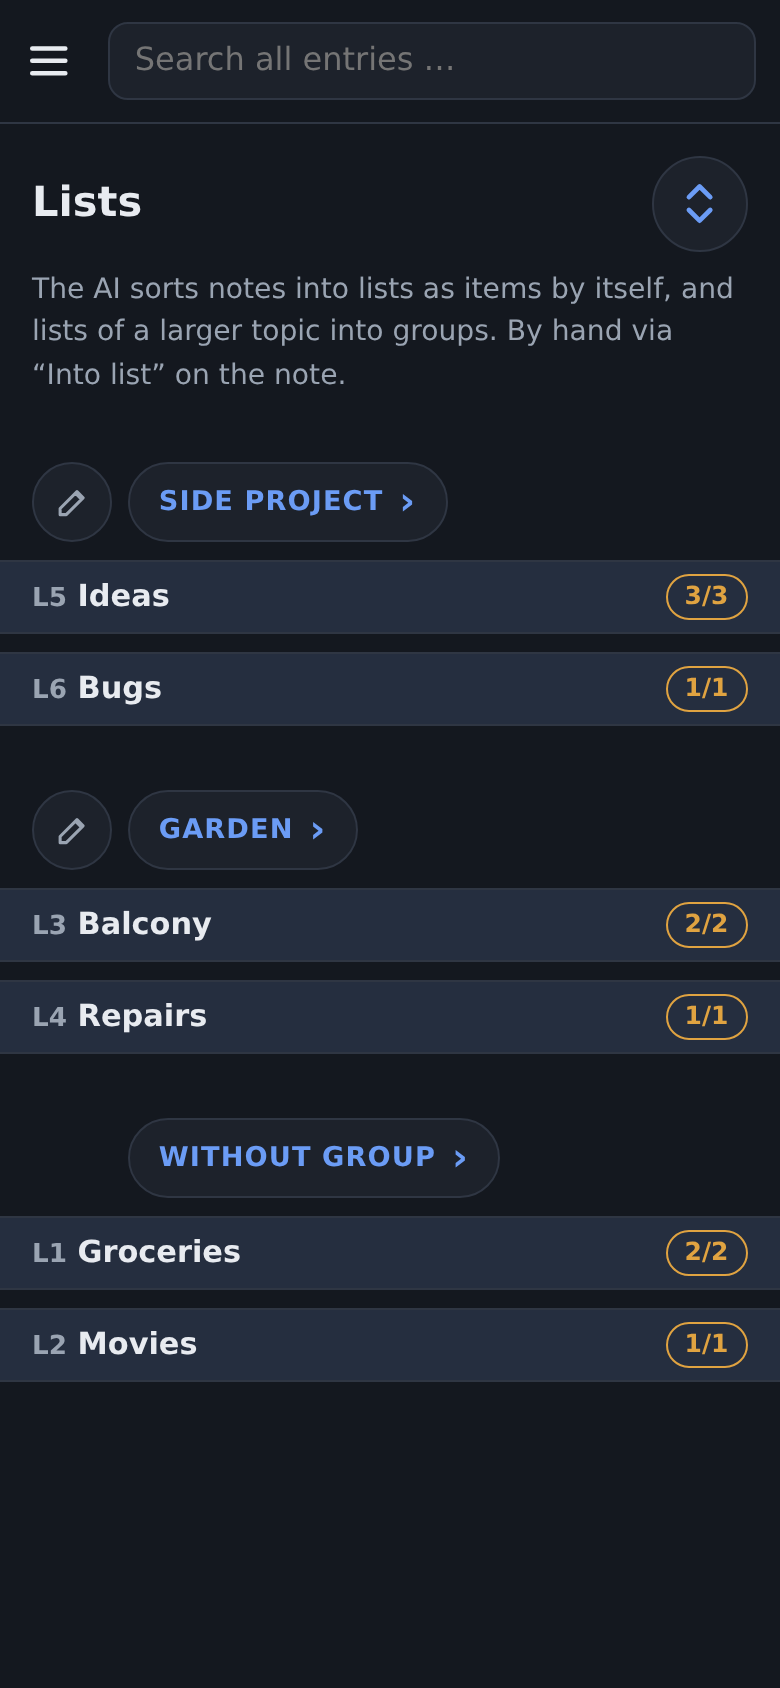 Search all entries …
Lists
The AI sorts notes into lists as items by itself, and
lists of a larger topic into groups. By hand via
“Into list” on the note.
SIDE PROJECT ›
L5 Ideas 3/3
L6 Bugs 1/1
GARDEN ›
L3 Balcony 2/2
L4 Repairs 1/1
WITHOUT GROUP ›
L1 Groceries 2/2
L2 Movies 1/1